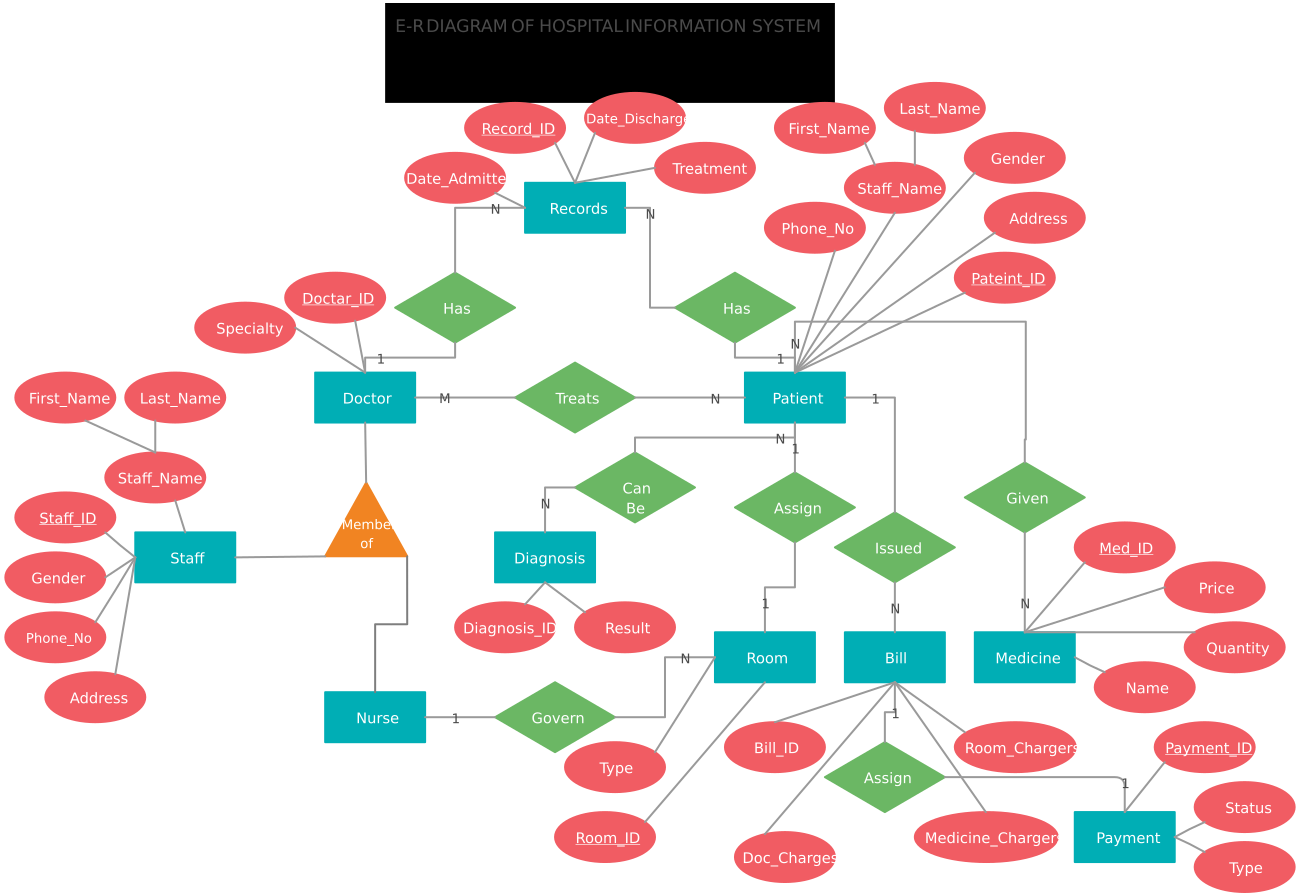 E-R DIAGRAM OF HOSPITAL INFORMATION SYSTEM
Last_Name
Record_ID
Date_Discharge
First_Name
Gender
Treatment
Date_Admitte
Staff_Name
Records
N
N
Address
Phone_No
Pateint_ID
Doctar_ID
Has
Has
Specialty
N
1
1
First_Name
Last_Name
Doctor
M
Treats
N
Patient
1
N
1
Staff_Name
Can
Be
Given
N
Assign
Staff_ID
Membe
of
Issued
Med_ID
Staff
Diagnosis
Gender
Price
1
N
N
Diagnosis_ID
Result
Phone_No
Quantity
N
Room
Bill
Medicine
Name
Address
Nurse
1
Govern
1
Bill_ID
Room_Chargers
Payment_ID
Type
Assign
1
Status
Room_ID
Medicine_Chargers
Payment
Doc_Charges
Type